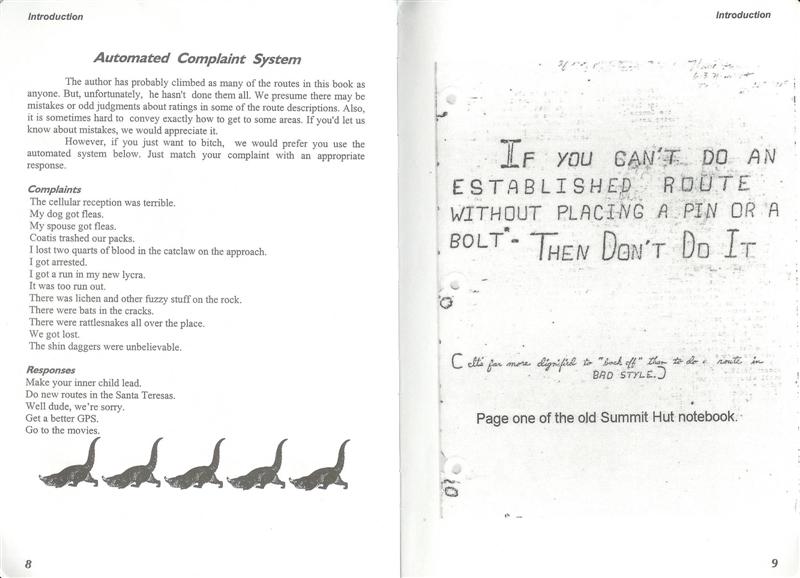 Introduction
Automated Complaint System
The author has probably climbed as many of the routes in this book as
anyone. But, unfortunately, he hasn't done them all. We presume there may be
mistakes or odd judgments about ratings in some of the route descriptions. Also,
it is sometimes hard to convey exactly how to get to some areas. If you'd let us
know about mistakes, we would appreciate it.
However, if you just want to bitch, we would prefer you use the
automated system below. Just match your complaint with an appropriate
response.
Complaints
The cellular reception was terrible.
My dog got fleas.
My spouse got fleas.
Coatis trashed our packs.
I lost two quarts of blood in the catclaw on the approach.
I got arrested.
I got a run in my new lycra.
It was too run out.
There was lichen and other fuzzy stuff on the rock.
There were bats in the cracks.
There were rattlesnakes all over the place.
We got lost.
The shin daggers were unbelievable.
Responses
Make your inner child lead.
Do new routes in the Santa Teresas.
Well dude, we're sorry.
Get a better GPS.
Go to the movies.
8
Introduction
IF YOU CAN'T DO AN
ESTABLISHED ROUTE
WITHOUT PLACING A PIN OR A
BOLT - THEN DON'T DO IT
far more dignified to "back off" than to do a route in
BAD STYLE.)
Page one of the old Summit Hut notebook.
9